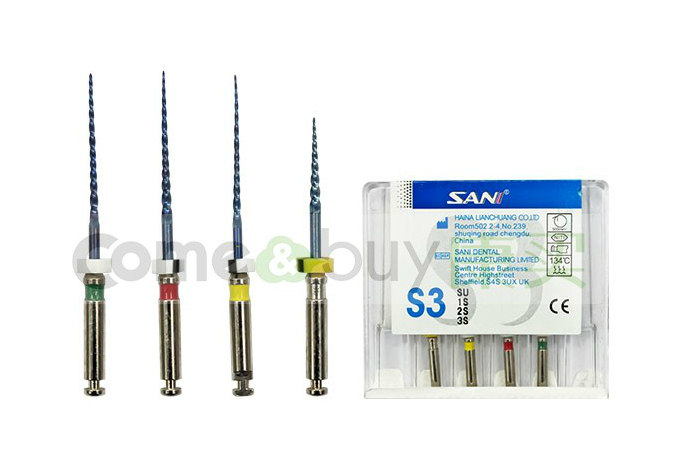 Come&buy
SANI®
HAINA LIANCHUANG CO.,LTD
Room502 2-4,No 239,
shuqing road.chengdu,
China
SANI DENTAL
MANUFACTURING LIMITED
Swift House Business
Centre Highstreet
Sheffield S4S 3UX UK
NiTi
134°C
S3
SU
1S
2S
3S
CE